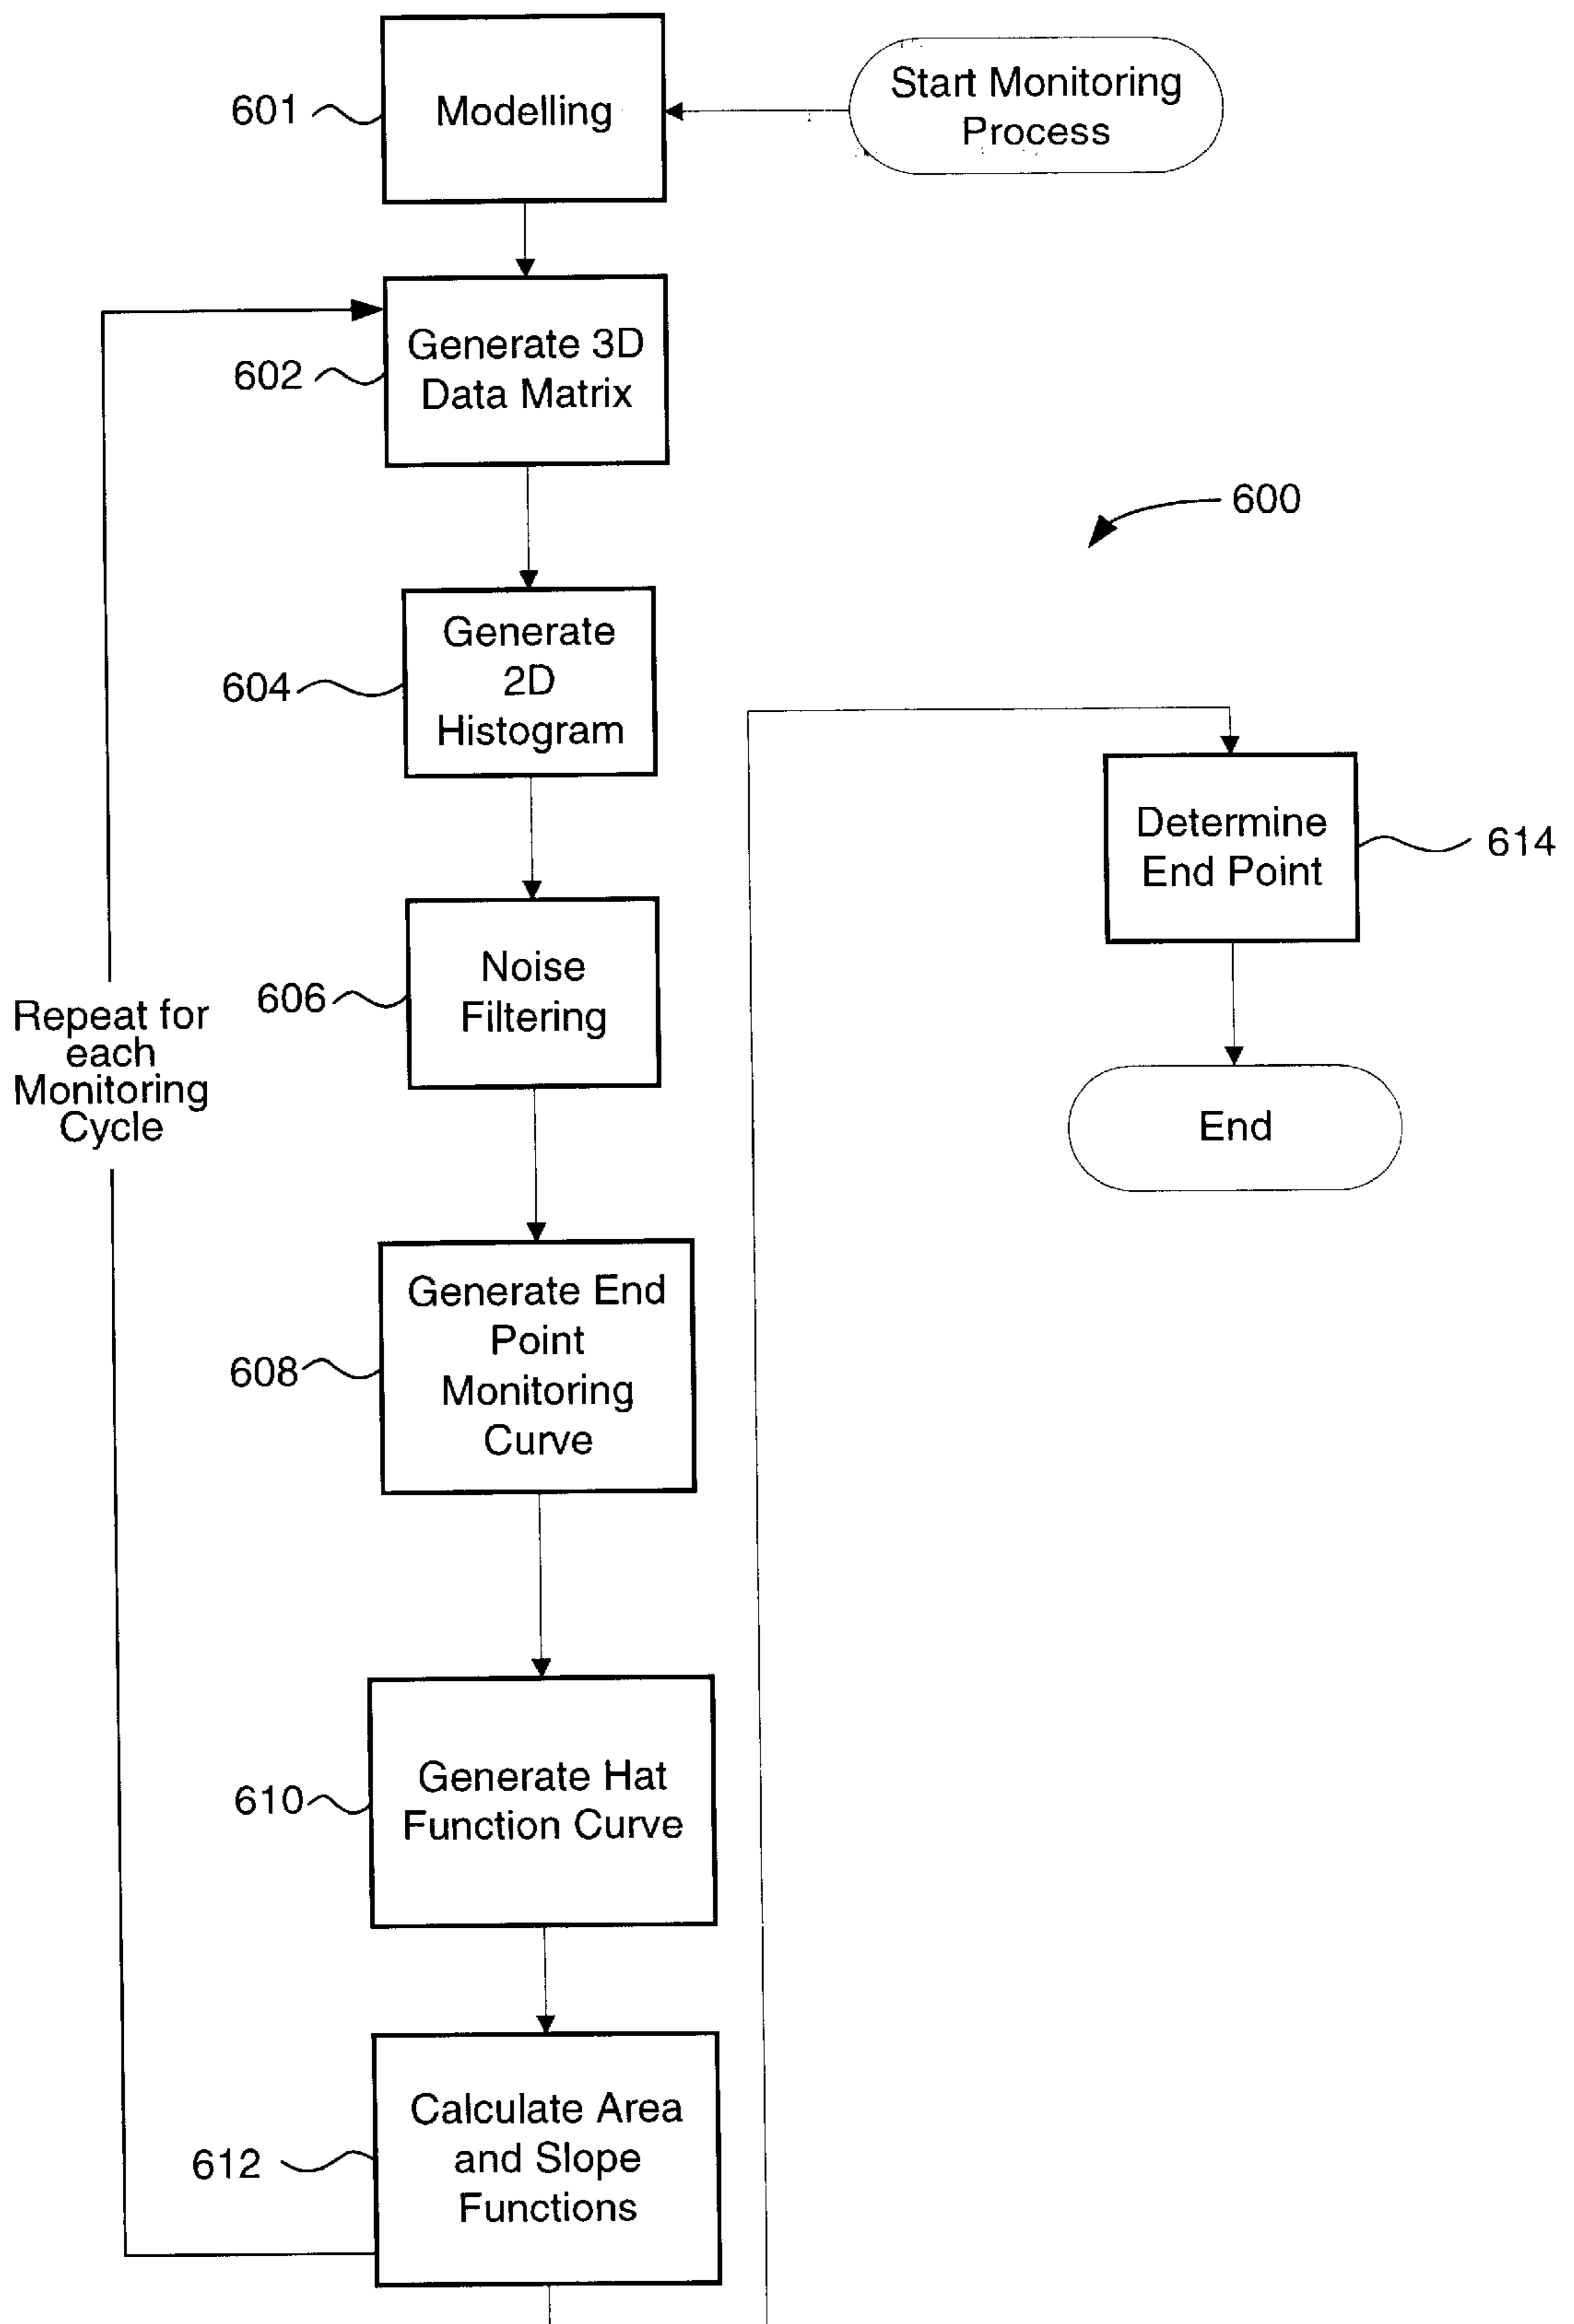 Start Monitoring
Process
601
Modelling
602
Generate 3D
Data Matrix
600
604
Generate
2D
Histogram
606
Noise
Filtering
Repeat for
each
Monitoring
Cycle
608
Generate End
Point
Monitoring
Curve
610
Generate Hat
Function Curve
612
Calculate Area
and Slope
Functions
Determine
End Point
614
End